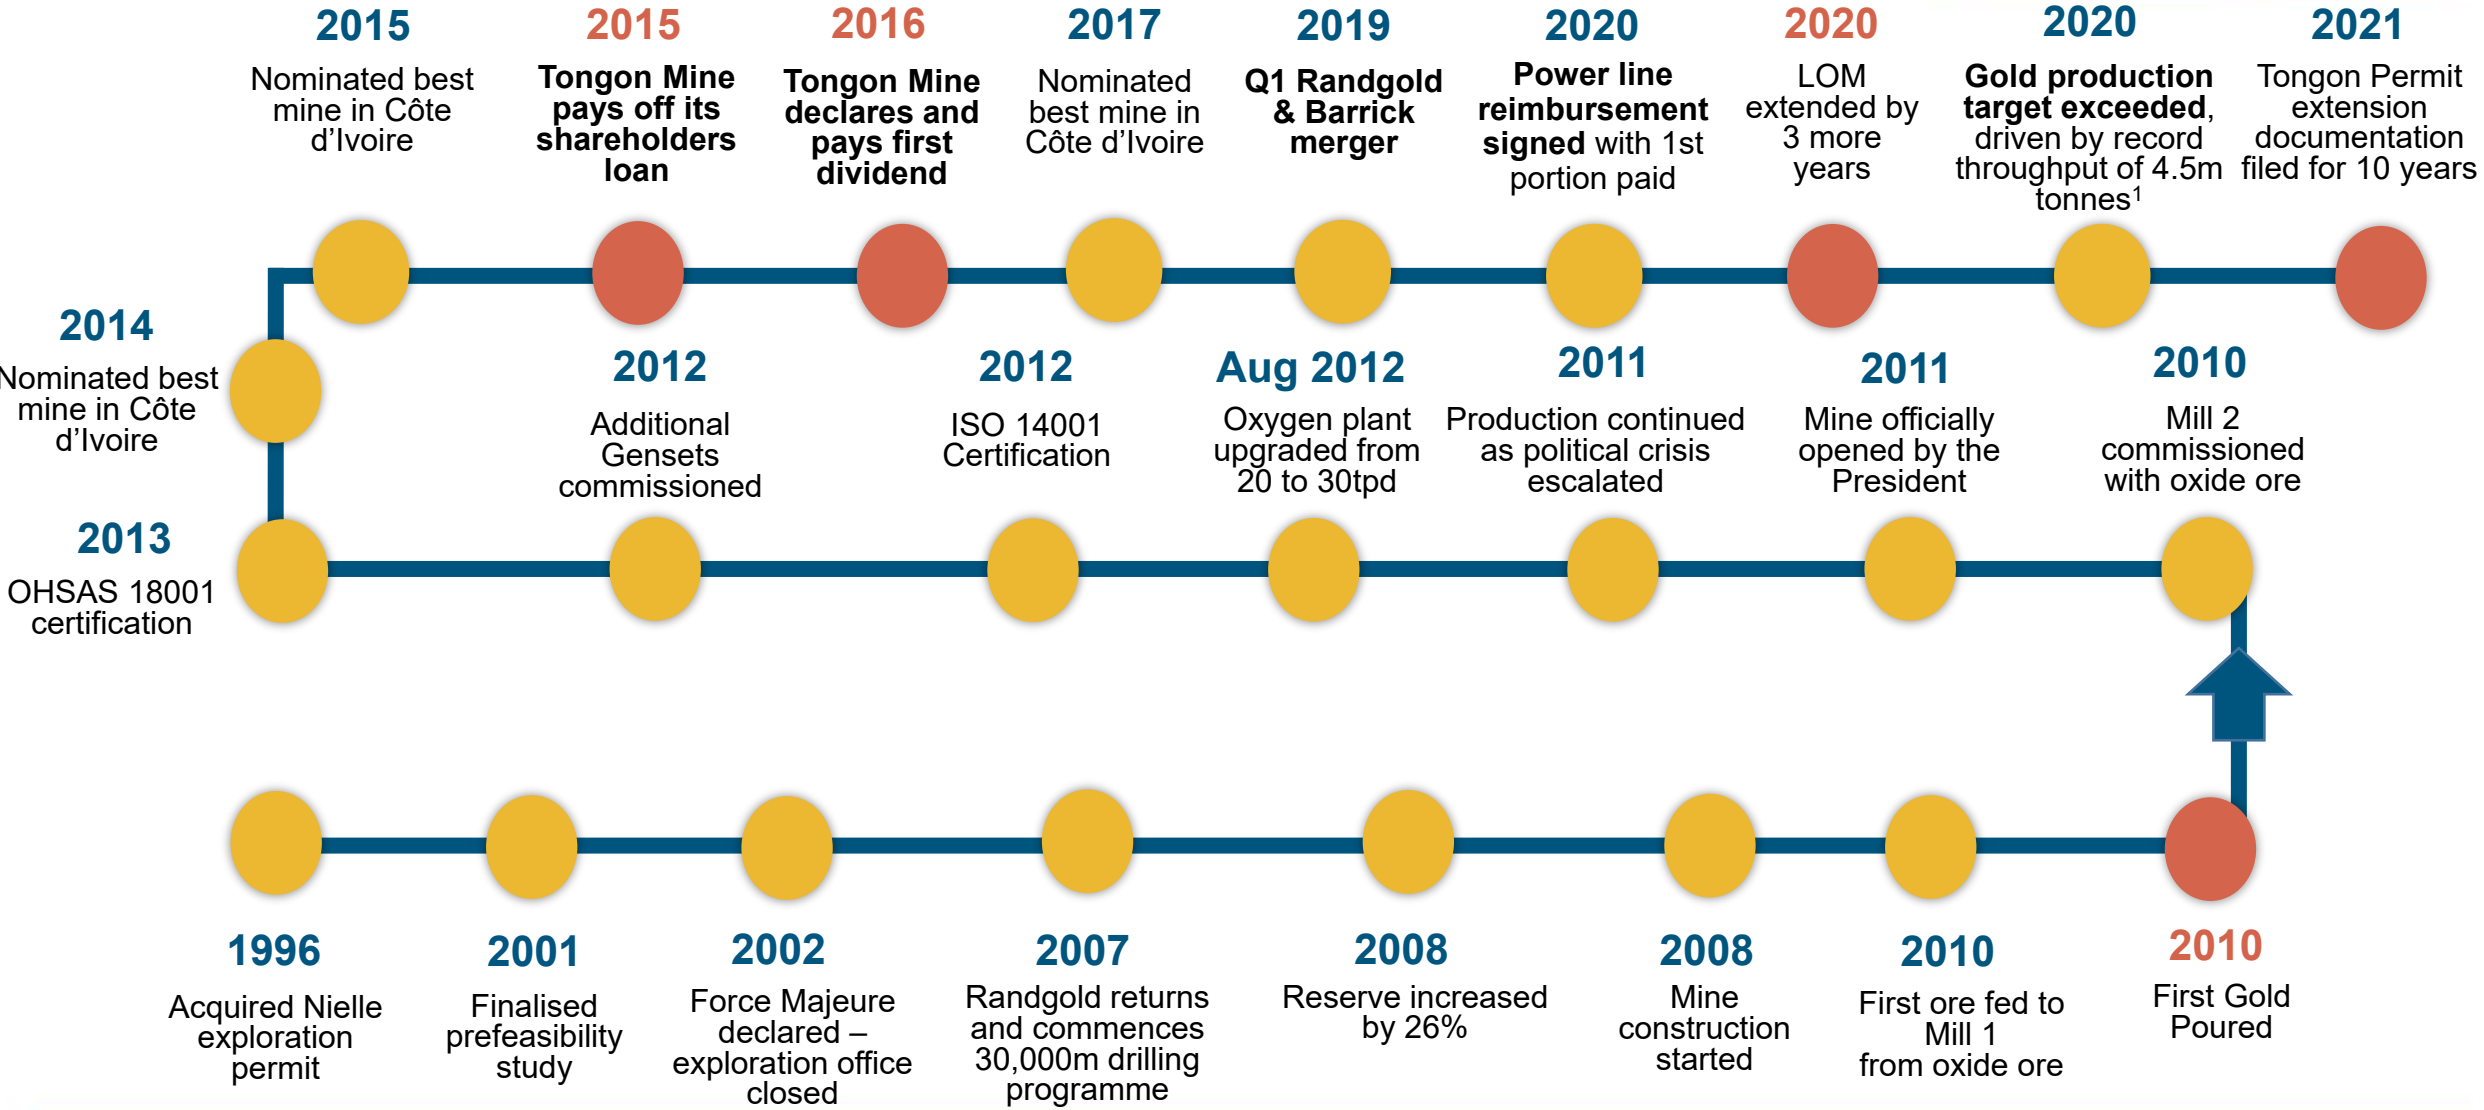 2015
Nominated best
mine in Côte
d’Ivoire
2015
Tongon Mine
pays off its
shareholders
loan
2016
Tongon Mine
declares and
pays first
dividend
2017
Nominated
best mine in
Côte d’Ivoire
2019
Q1 Randgold
& Barrick
merger
2020
Power line
reimbursement
signed with 1st
portion paid
2020
LOM
extended by
3 more
years
2020
Gold production
target exceeded,
driven by record
throughput of 4.5m
tonnes¹
2021
Tongon Permit
extension
documentation
filed for 10 years
2014
Nominated best
mine in Côte
d’Ivoire
2012
Additional
Gensets
commissioned
2012
ISO 14001
Certification
Aug 2012
Oxygen plant
upgraded from
20 to 30tpd
2011
Production continued
as political crisis
escalated
2011
Mine officially
opened by the
President
2010
Mill 2
commissioned
with oxide ore
2013
OHSAS 18001
certification
1996
Acquired Nielle
exploration
permit
2001
Finalised
prefeasibility
study
2002
Force Majeure
declared –
exploration office
closed
2007
Randgold returns
and commences
30,000m drilling
programme
2008
Reserve increased
by 26%
2008
Mine
construction
started
2010
First ore fed to
Mill 1
from oxide ore
2010
First Gold
Poured